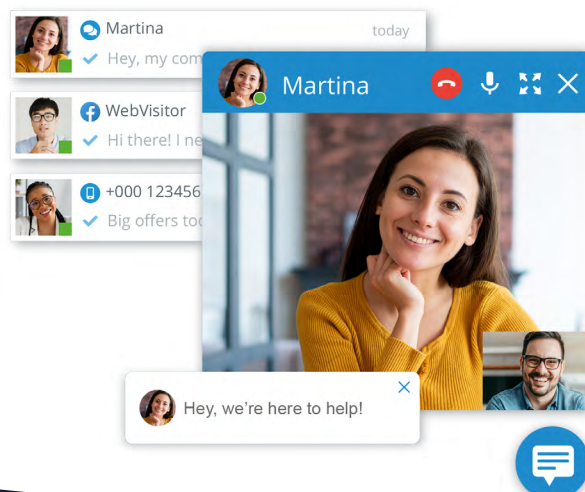 Martina
today
Hey, my com
WebVisitor
Hi there! I ne
+000 123456
Big offers too
Martina
Hey, we're here to help!